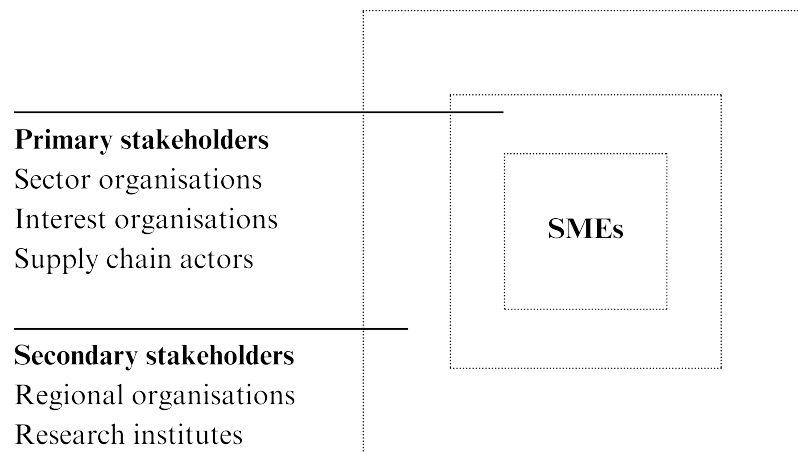 Primary stakeholders
Sector organisations
Interest organisations
Supply chain actors
SMEs
Secondary stakeholders
Regional organisations
Research institutes